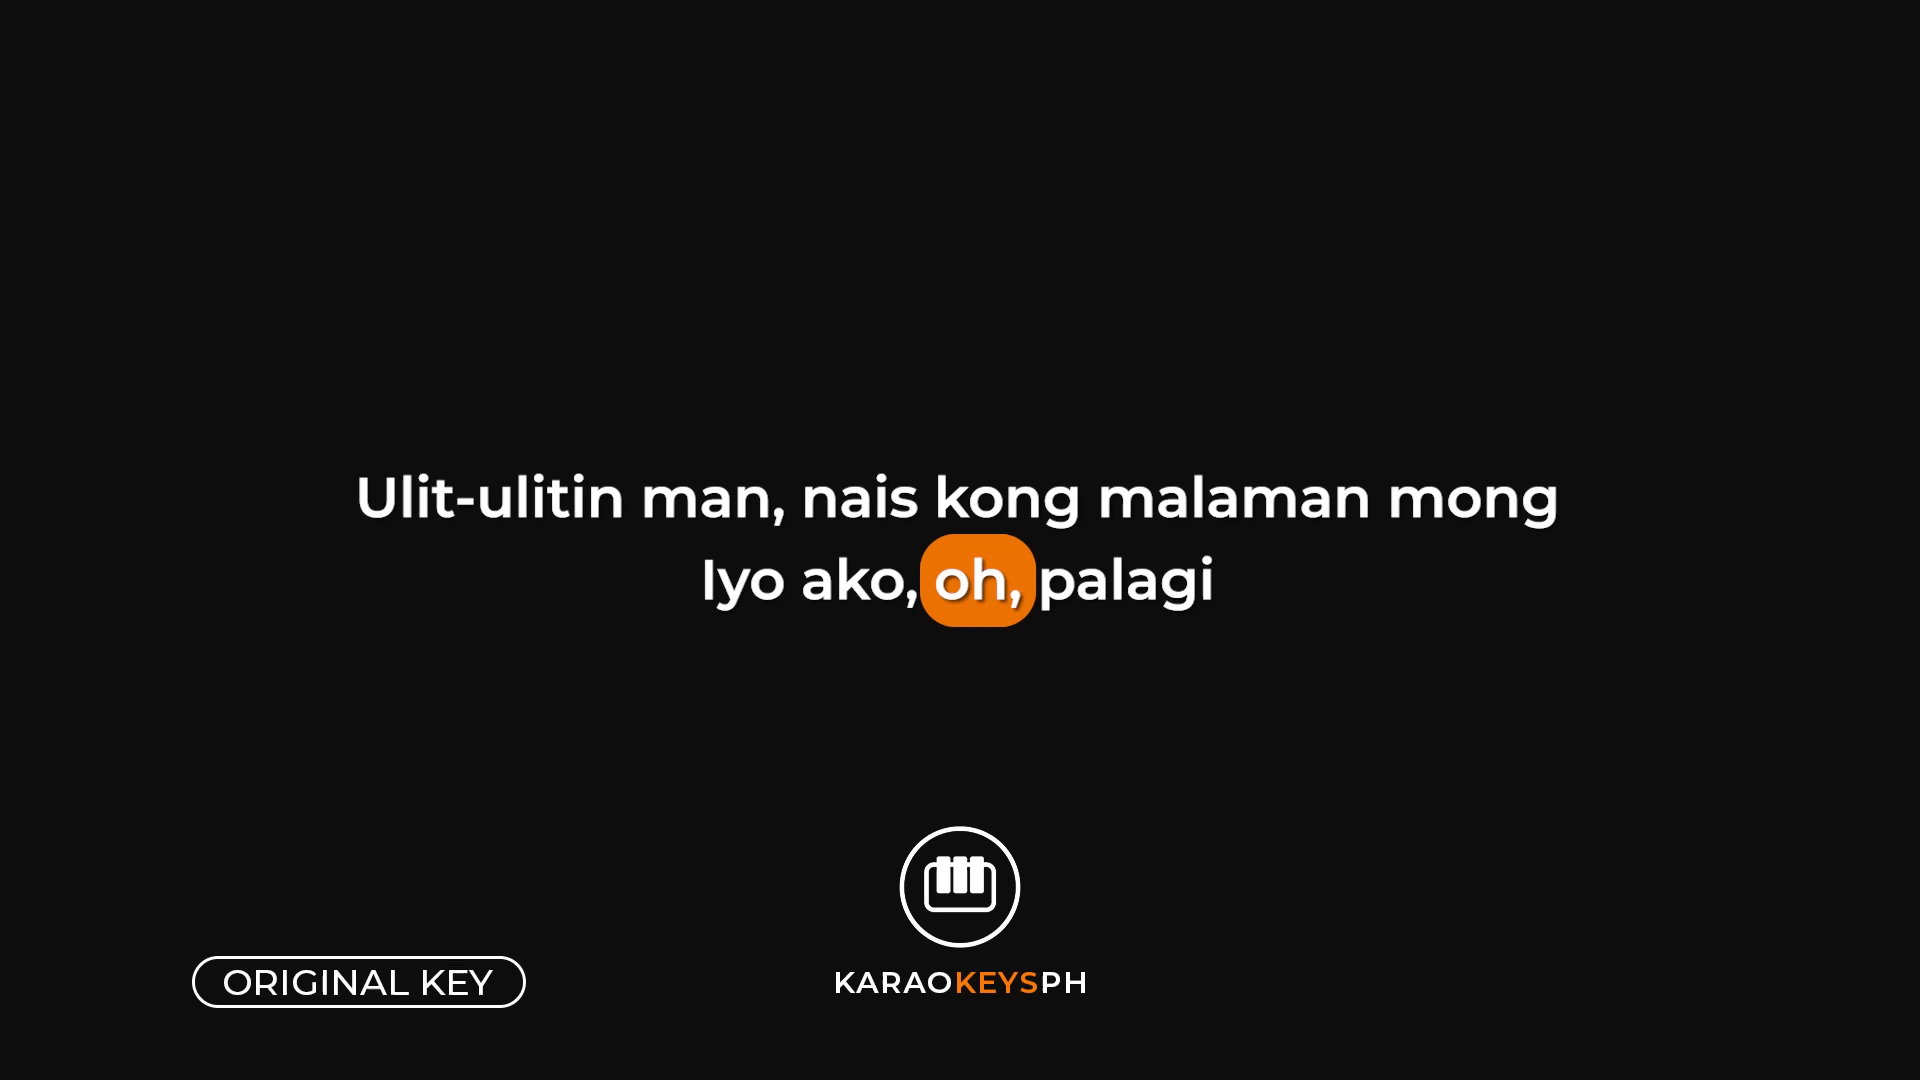 Ulit-ulitin man, nais kong malaman mong
Iyo ako, oh, palagi
ORIGINAL KEY
KARAOKEYSPH